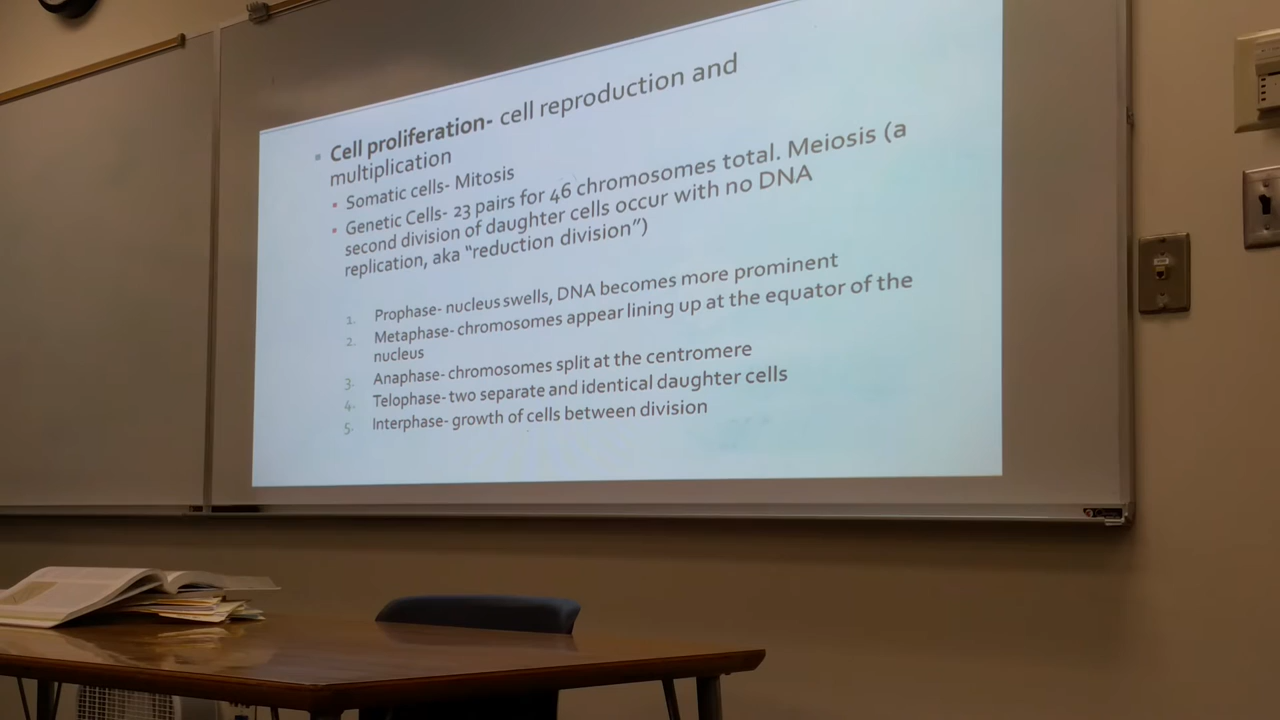 Cell proliferation- cell reproduction and
multiplication
Somatic cells- Mitosis
Genetic Cells- 23 pairs for 46 chromosomes total. Meiosis (a
second division of daughter cells occur with no DNA
replication, aka “reduction division”)
1. Prophase- nucleus swells, DNA becomes more prominent
2. Metaphase- chromosomes appear lining up at the equator of the
nucleus
3. Anaphase- chromosomes split at the centromere
4. Telophase- two separate and identical daughter cells
5. Interphase- growth of cells between division